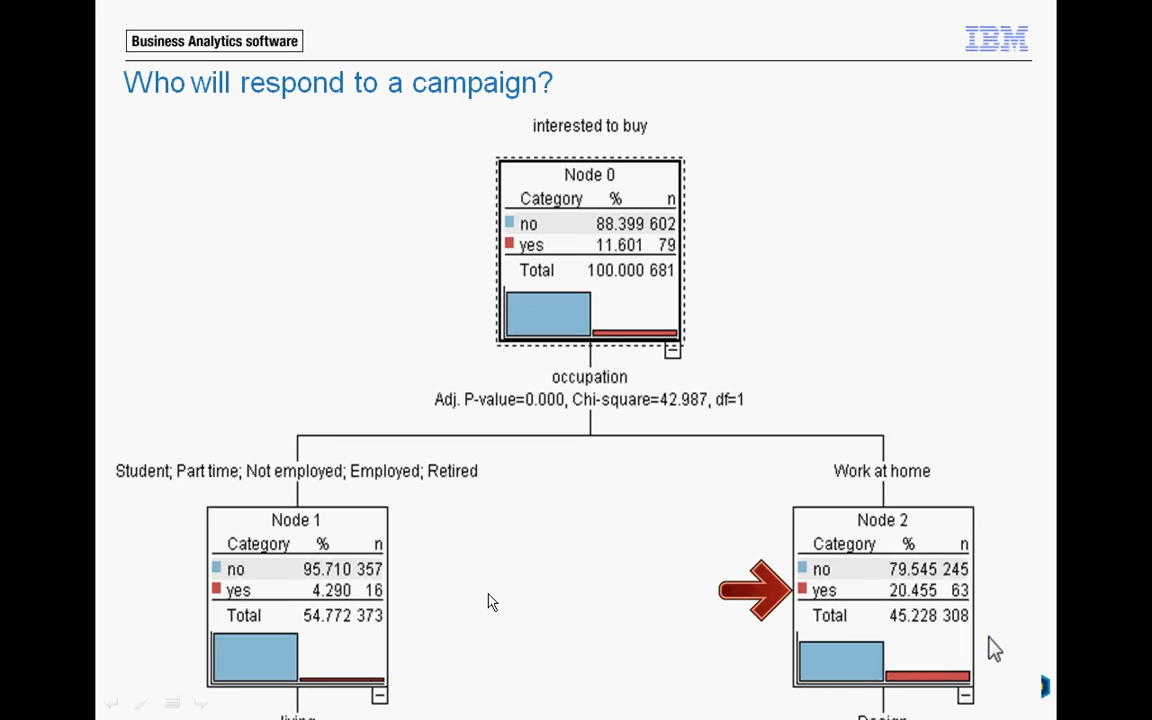 Business Analytics software
IBM
Who will respond to a campaign?
interested to buy
Node 0
Category % n
no 88.399 602
yes 11.601 79
Total 100.000 681
occupation
Adj. P-value=0.000, Chi-square=42.987, df=1
Student; Part time; Not employed; Employed; Retired
Work at home
Node 1
Category % n
no 95.710 357
yes 4.290 16
Total 54.772 373
Node 2
Category % n
no 79.545 245
yes 20.455 63
Total 45.228 308
living
Design